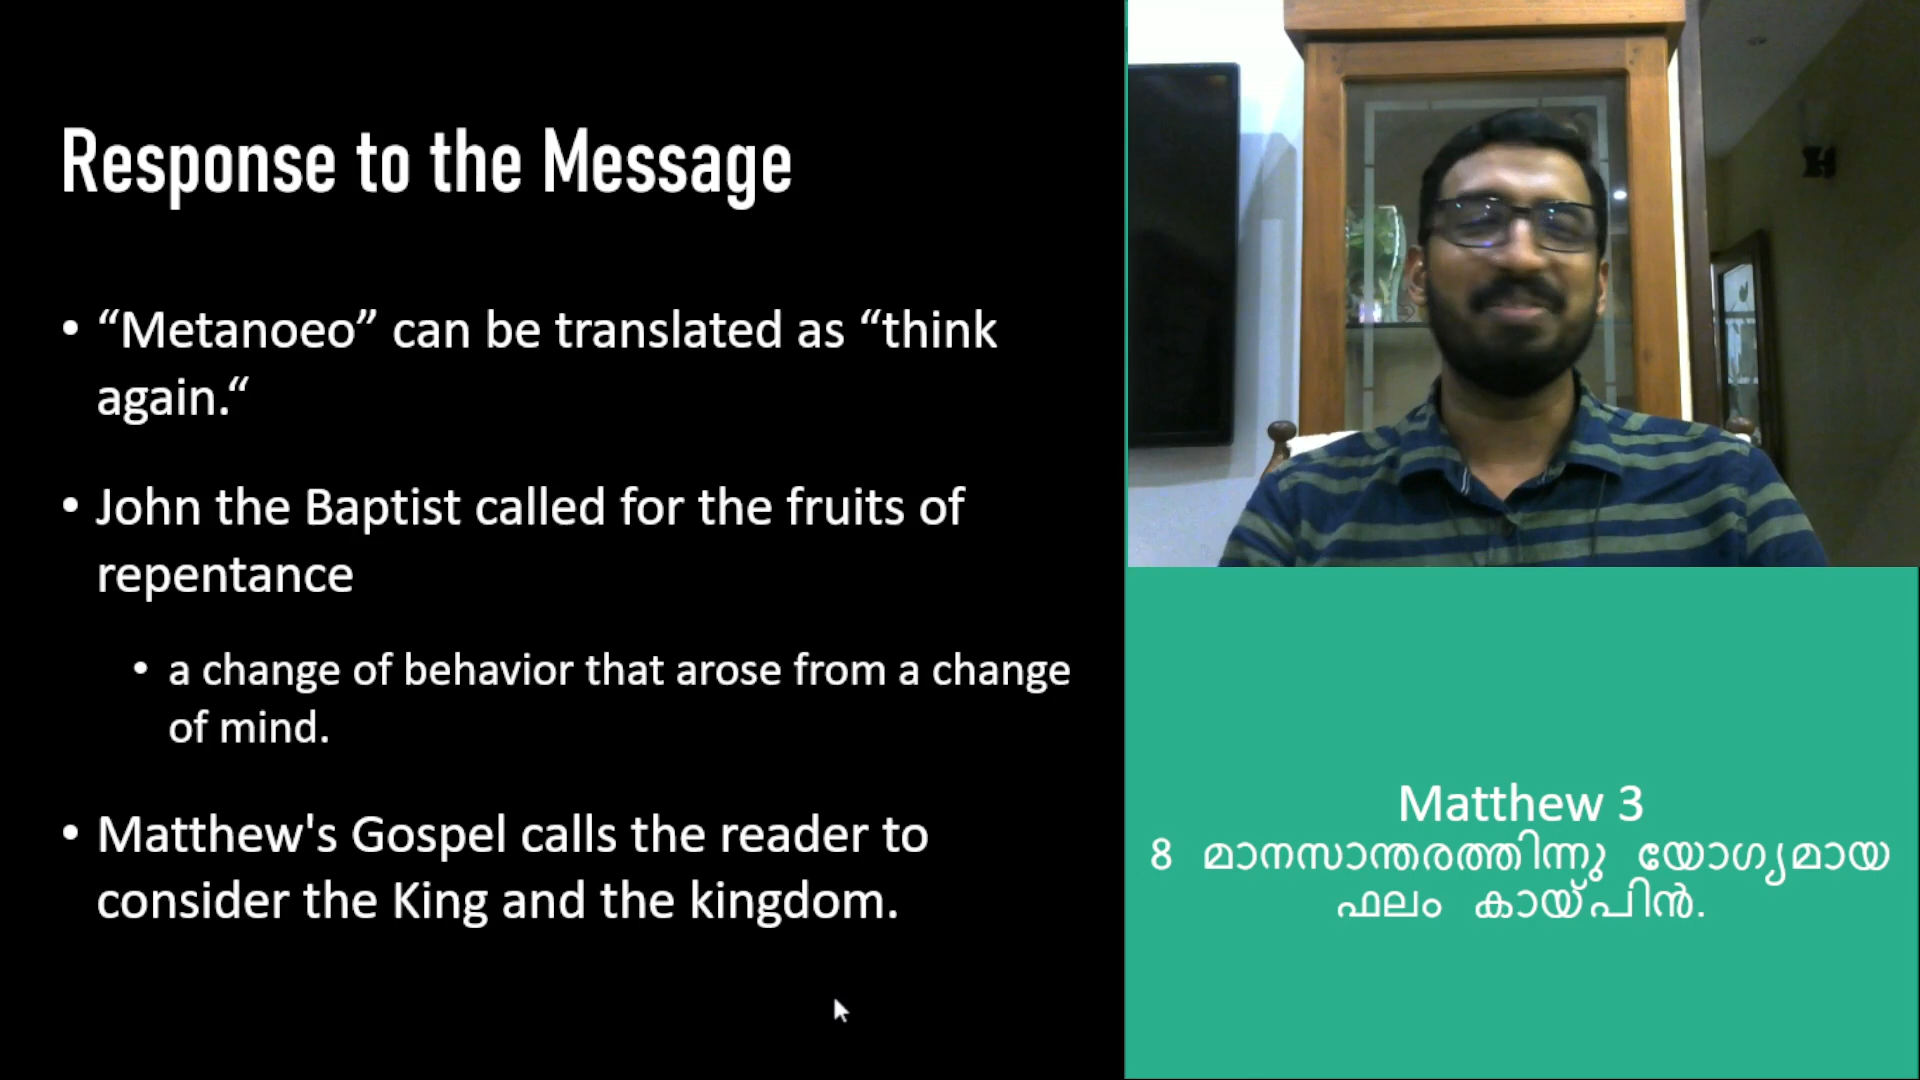 Response to the Message
• “Metanoeo” can be translated as “think
again.“
• John the Baptist called for the fruits of
repentance
• a change of behavior that arose from a change
of mind.
• Matthew's Gospel calls the reader to
consider the King and the kingdom.
Matthew 3
8 മാനസാന്തരത്തിന്നു യോഗ്യമായ
ഫലം കായ്പിൻ.